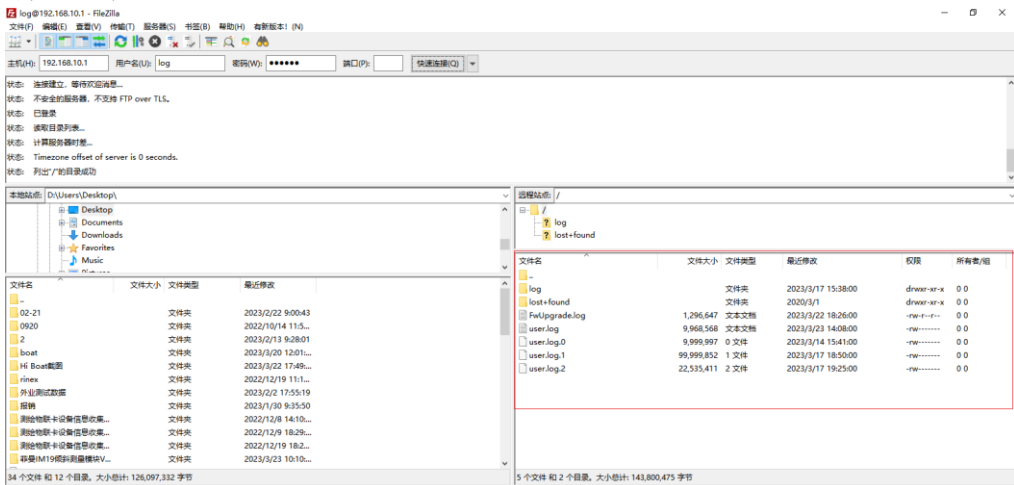 log@192.168.10.1 - FileZilla
文件(F) 编辑(E) 查看(V) 传输(T) 服务器(S) 书签(B) 帮助(H) 有新版本! (N)
主机(H): 192.168.10.1 用户名(U): log 密码(W): ●●●●●● 端口(P): 快速连接(Q)
状态: 连接建立，等待欢迎消息...
状态: 不安全的服务器，不支持 FTP over TLS。
状态: 已登录
状态: 读取目录列表...
状态: 计算服务器时差...
状态: Timezone offset of server is 0 seconds.
状态: 列出"/"的目录成功
本地站点: D:\Users\Desktop\
Desktop
Documents
Downloads
Favorites
Music
文件名 文件大小 文件类型 最近修改
..
02-21 文件夹 2023/2/22 9:00:43
0920 文件夹 2022/10/14 11:5...
2 文件夹 2023/2/13 9:28:01
boat 文件夹 2023/3/20 12:01:...
Hi Boat截图 文件夹 2023/3/22 17:49:...
rinex 文件夹 2022/12/19 11:1...
外业测试数据 文件夹 2023/2/2 17:55:19
报销 文件夹 2023/1/30 9:35:50
测绘物联卡设备信息收集... 文件夹 2022/12/8 14:10:...
测绘物联卡设备信息收集... 文件夹 2022/12/9 18:29:...
测绘物联卡设备信息收集... 文件夹 2022/12/19 18:2...
菲曼IM19倾斜测量模块V... 文件夹 2023/3/23 10:10:...
34 个文件 和 12 个目录。大小总计: 126,097,332 字节
远程站点: /
/
log
lost+found
文件名 文件大小 文件类型 最近修改 权限 所有者/组
..
log 文件夹 2023/3/17 15:38:00 drwxr-xr-x 0 0
lost+found 文件夹 2020/3/1 drwxr-xr-x 0 0
FwUpgrade.log 1,296,647 文本文档 2023/3/22 18:26:00 -rw-r--r-- 0 0
user.log 9,968,568 文本文档 2023/3/23 14:08:00 -rw------- 0 0
user.log.0 9,999,997 0 文件 2023/3/14 15:41:00 -rw------- 0 0
user.log.1 99,999,852 1 文件 2023/3/17 18:50:00 -rw------- 0 0
user.log.2 22,535,411 2 文件 2023/3/17 19:25:00 -rw------- 0 0
5 个文件 和 2 个目录。大小总计: 143,800,475 字节